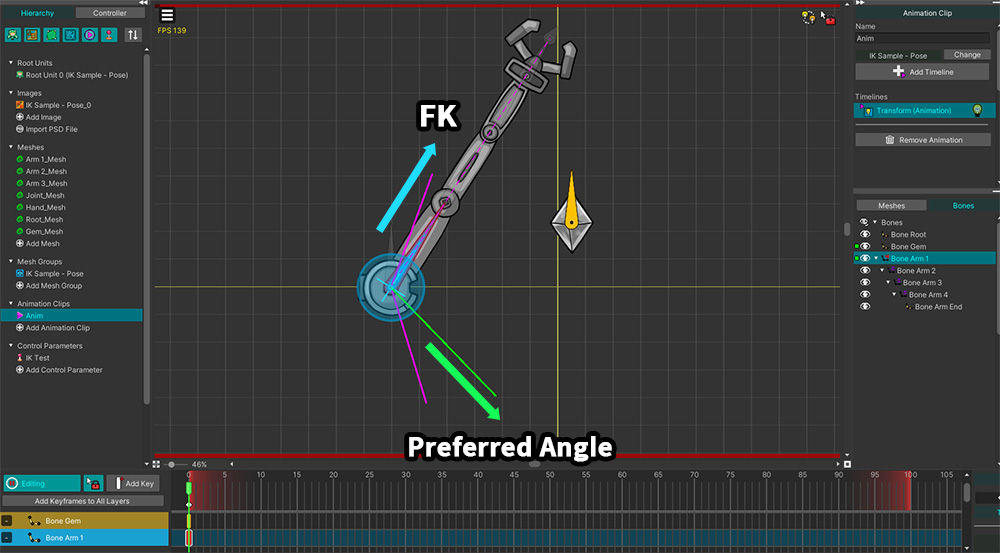 Hierarchy
Controller
Root Units
Root Unit 0 (IK Sample - Pose)
Images
IK Sample - Pose_0
Add Image
Import PSD File
Meshes
Arm 1_Mesh
Arm 2_Mesh
Arm 3_Mesh
Joint_Mesh
Hand_Mesh
Root_Mesh
Gem_Mesh
Add Mesh
Mesh Groups
IK Sample - Pose
Add Mesh Group
Animation Clips
Anim
Add Animation Clip
Control Parameters
IK Test
Add Control Parameter
FPS 139
FK
Preferred Angle
46%
Animation Clip
Name
Anim
IK Sample - Pose
Change
Add Timeline
Timelines
Transform (Animation)
Remove Animation
Meshes
Bones
Bones
Bone Root
Bone Gem
Bone Arm 1
Bone Arm 2
Bone Arm 3
Bone Arm 4
Bone Arm End
Editing
Add Key
Add Keyframes to All Layers
0 5 10 15 20 25 30 35 40 45 50 55 60 65 70 75 80 85 90 95 100 105
Bone Gem
Bone Arm 1